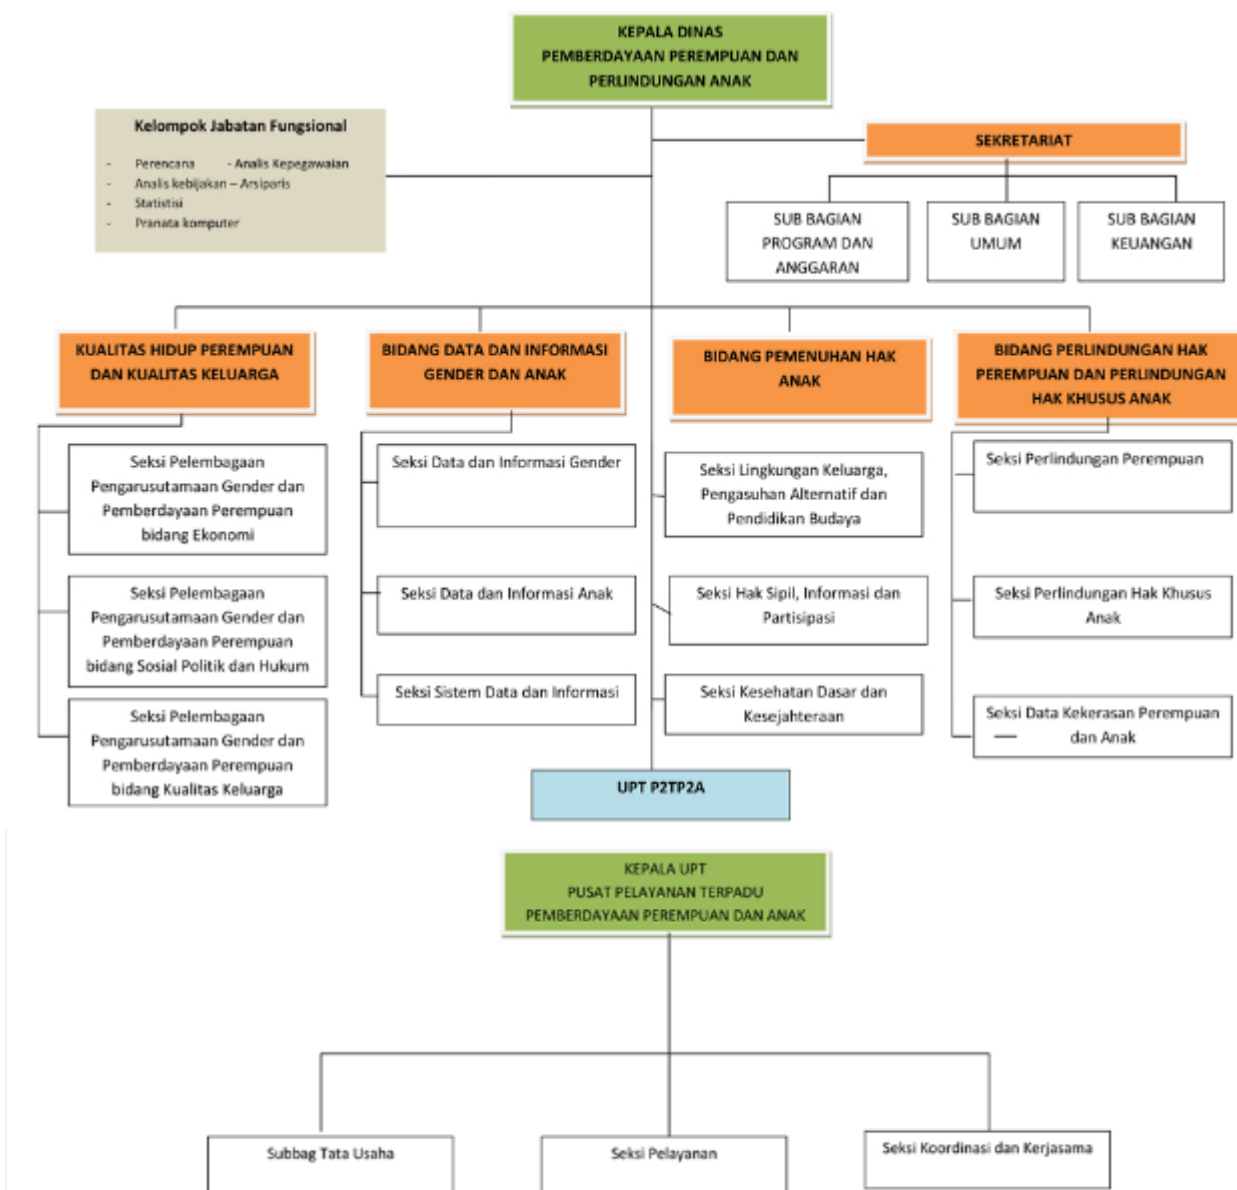 KEPALA DINAS
PEMBERDAYAAN PEREMPUAN DAN
PERLINDUNGAN ANAK
Kelompok Jabatan Fungsional
- Perencana - Analis Kepegawaian
- Analis kebijakan – Arsiparis
- Statistisi
- Pranata komputer
SEKRETARIAT
SUB BAGIAN
PROGRAM DAN
ANGGARAN
SUB BAGIAN
UMUM
SUB BAGIAN
KEUANGAN
KUALITAS HIDUP PEREMPUAN
DAN KUALITAS KELUARGA
BIDANG DATA DAN INFORMASI
GENDER DAN ANAK
BIDANG PEMENUHAN HAK
ANAK
BIDANG PERLINDUNGAN HAK
PEREMPUAN DAN PERLINDUNGAN
HAK KHUSUS ANAK
Seksi Pelembagaan
Pengarusutamaan Gender dan
Pemberdayaan Perempuan
bidang Ekonomi
Seksi Pelembagaan
Pengarusutamaan Gender dan
Pemberdayaan Perempuan
bidang Sosial Politik dan Hukum
Seksi Pelembagaan
Pengarusutamaan Gender dan
Pemberdayaan Perempuan
bidang Kualitas Keluarga
Seksi Data dan Informasi Gender
Seksi Data dan Informasi Anak
Seksi Sistem Data dan Informasi
Seksi Lingkungan Keluarga,
Pengasuhan Alternatif dan
Pendidikan Budaya
Seksi Hak Sipil, Informasi dan
Partisipasi
Seksi Kesehatan Dasar dan
Kesejahteraan
Seksi Perlindungan Perempuan
Seksi Perlindungan Hak Khusus
Anak
Seksi Data Kekerasan Perempuan
dan Anak
UPT P2TP2A
KEPALA UPT
PUSAT PELAYANAN TERPADU
PEMBERDAYAAN PEREMPUAN DAN ANAK
Subbag Tata Usaha
Seksi Pelayanan
Seksi Koordinasi dan Kerjasama